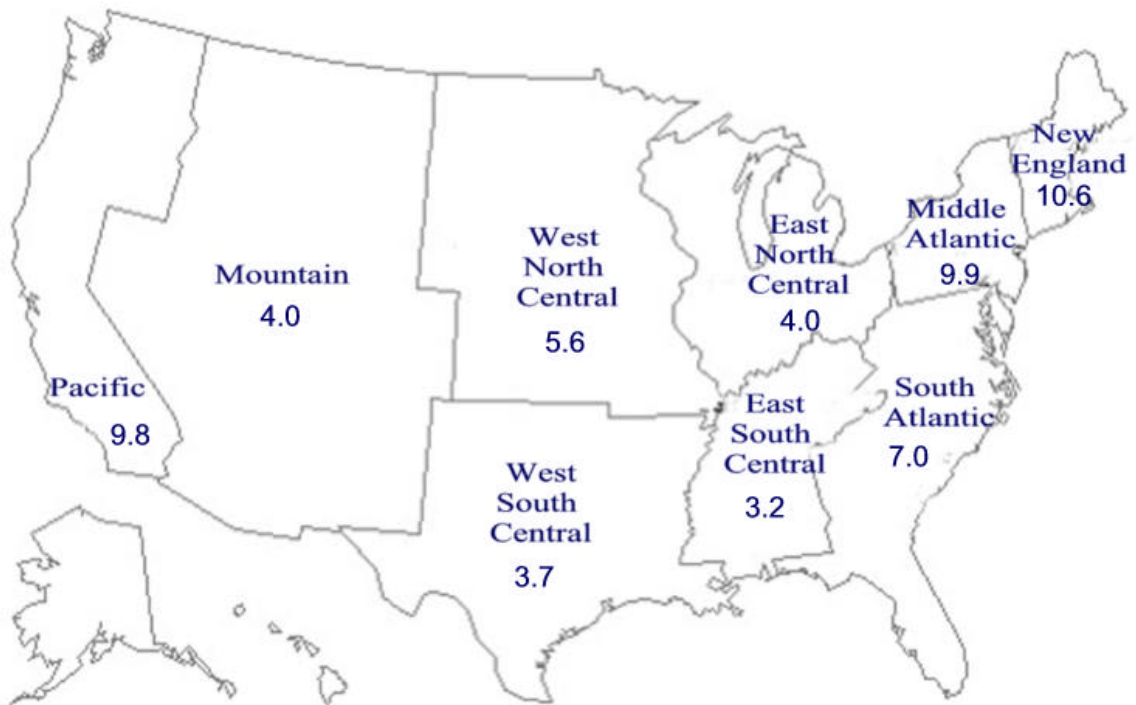 New
England
10.6
Middle
Atlantic
9.9
East
North
Central
4.0
West
North
Central
5.6
Mountain
4.0
Pacific
9.8
South
Atlantic
7.0
East
South
Central
3.2
West
South
Central
3.7